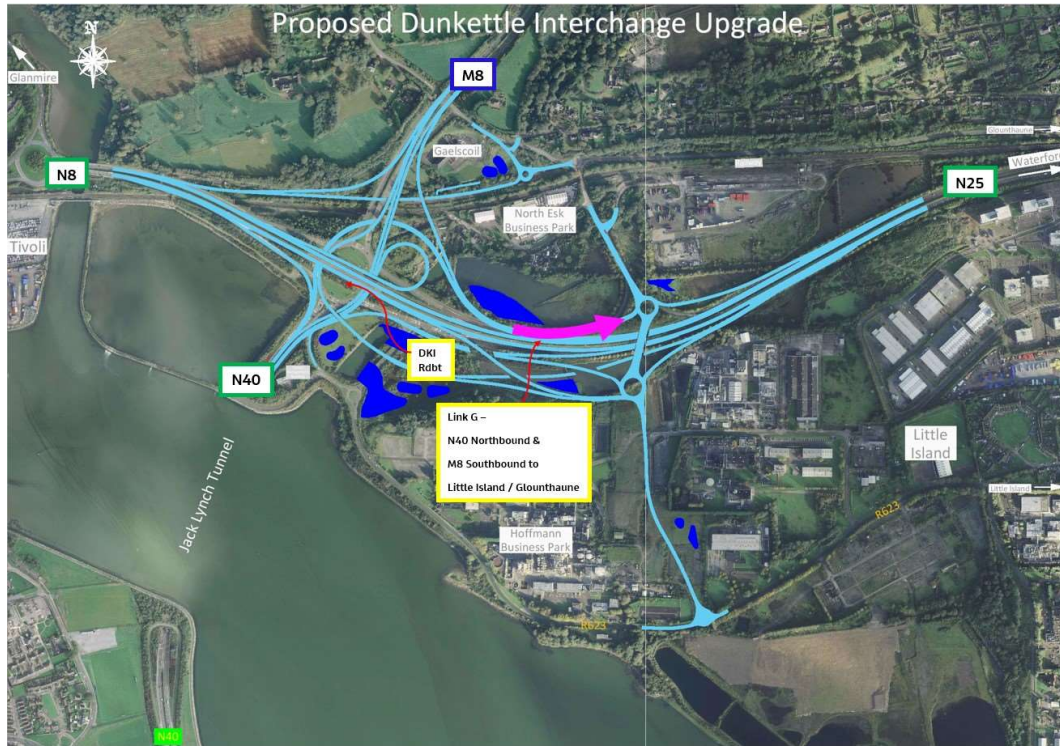 Proposed Dunkettle Interchange Upgrade
N
Glanmire
M8
Gaelscoil
Glounthaune
Waterford
N8
N25
North Esk
Business Park
Tivoli
DKI
Rdbt
N40
Link G –
N40 Northbound &
M8 Southbound to
Little Island / Glounthaune
Little
Island
Jack Lynch Tunnel
Little Island
R623
Hoffmann
Business Park
R623
N40